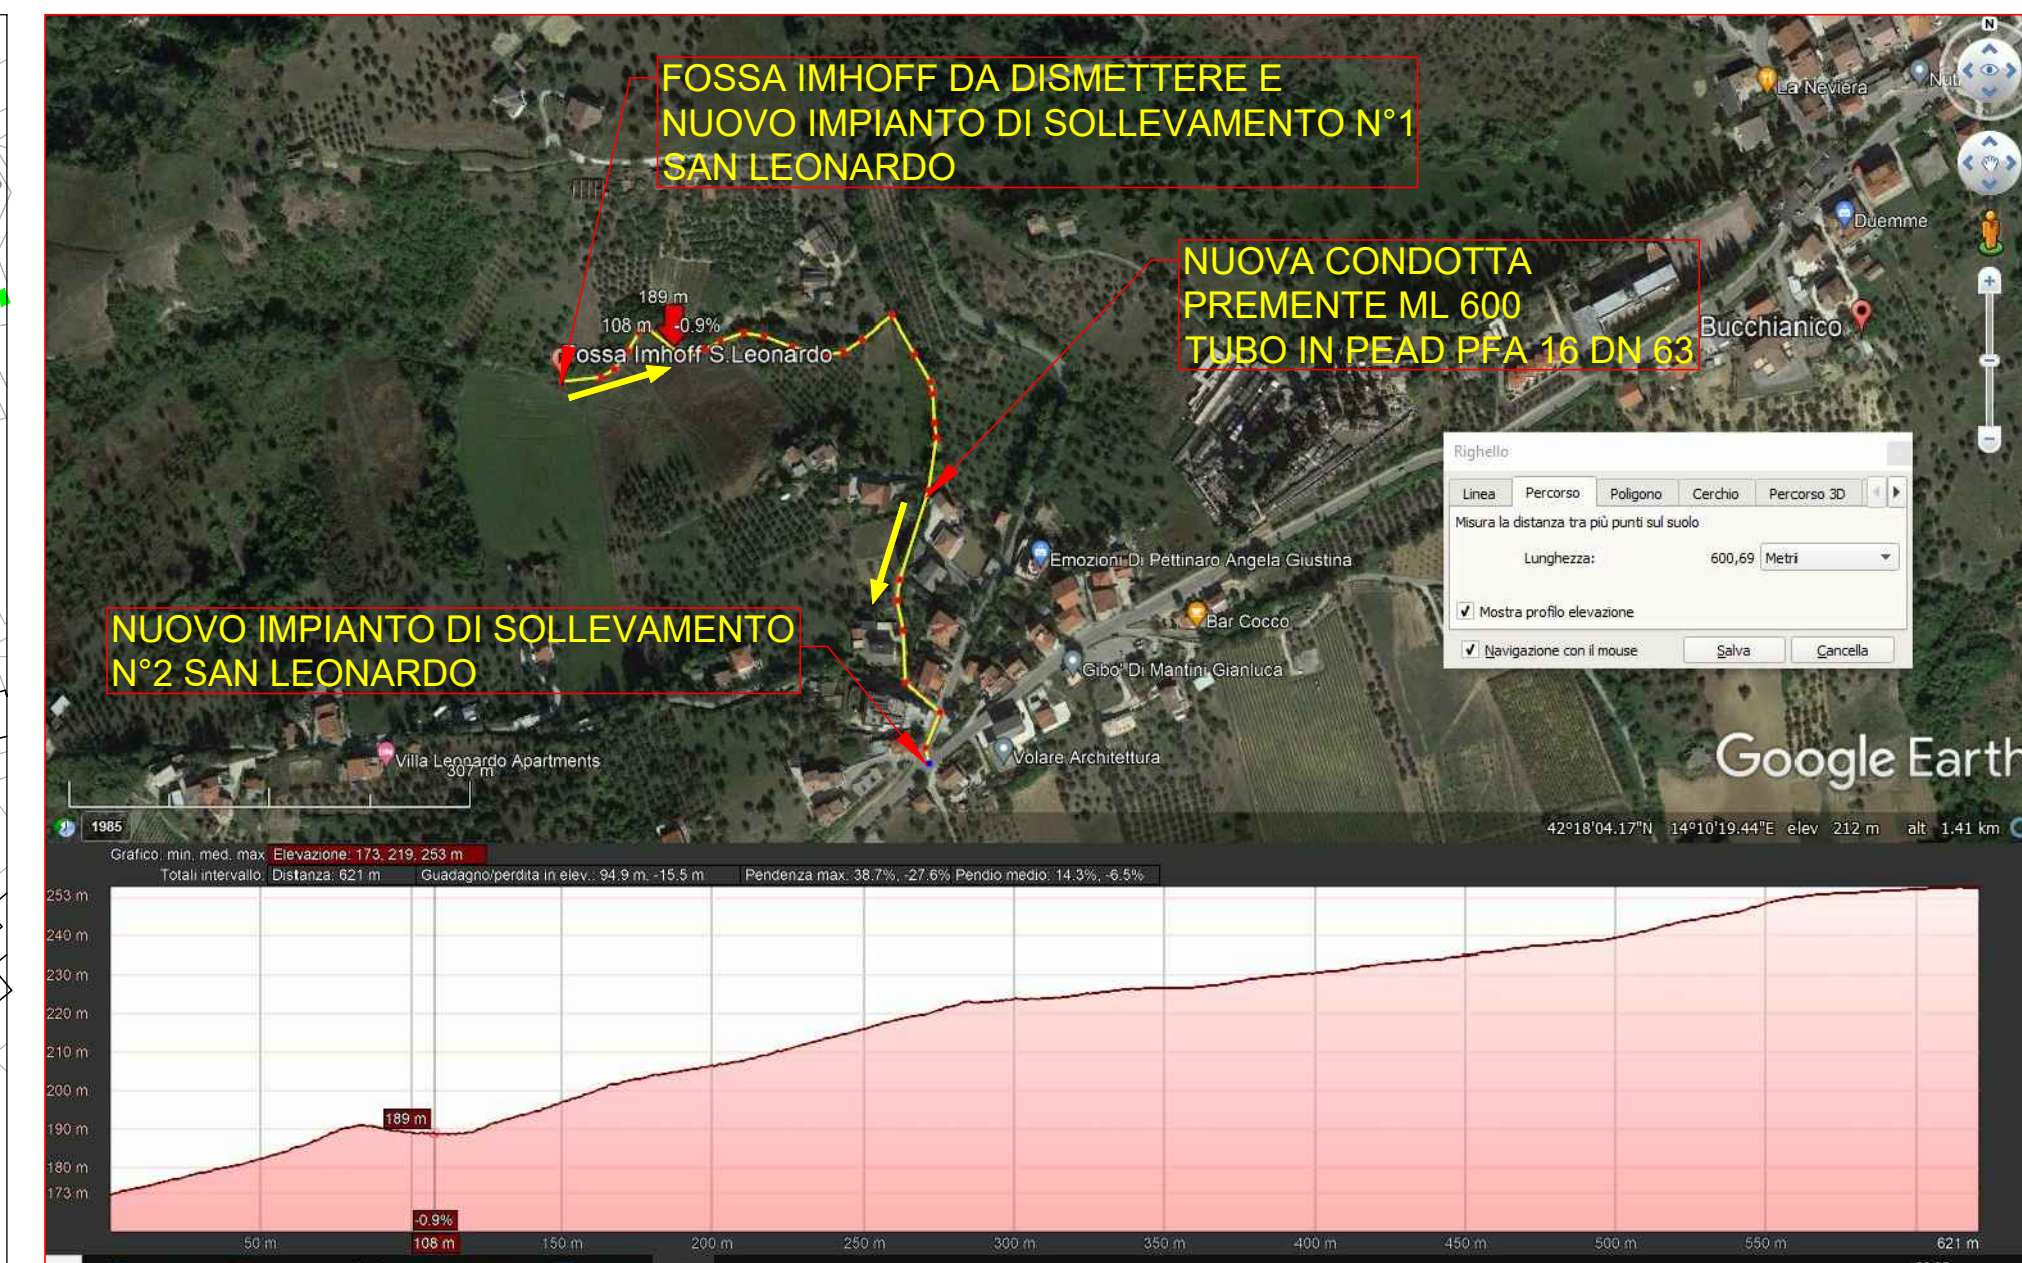 N
FOSSA IMHOFF DA DISMETTERE E
NUOVO IMPIANTO DI SOLLEVAMENTO N°1
SAN LEONARDO
La Neviera
Duemme
NUOVA CONDOTTA
PREMENTE ML 600
TUBO IN PEAD PFA 16 DN 63
Bucchianico
189 m
108 m -0.9%
Fossa Imhoff S.Leonardo
Righello
Linea Percorso Poligono Cerchio Percorso 3D
Misura la distanza tra più punti sul suolo
Lunghezza: 600,69 Metri
Mostra profilo elevazione
Navigazione con il mouse Salva Cancella
Emozioni Di Pettinaro Angela Giustina
Bar Cocco
Gibo' Di Mantini Gianluca
NUOVO IMPIANTO DI SOLLEVAMENTO
N°2 SAN LEONARDO
Volare Architettura
Villa Leonardo Apartments
307 m
Google Earth
1985
42°18'04.17"N 14°10'19.44"E elev 212 m alt 1.41 km
Grafico: min, med, max Elevazione: 173, 219, 253 m
Totali intervallo: Distanza: 621 m Guadagno/perdita in elev.: 94.9 m, -15.5 m Pendenza max: 38.7%, -27.6% Pendio medio: 14.3%, -6.5%
253 m
240 m
230 m
220 m
210 m
200 m
190 m
180 m
173 m
189 m
-0.9%
50 m 108 m 150 m 200 m 250 m 300 m 350 m 400 m 450 m 500 m 550 m 621 m